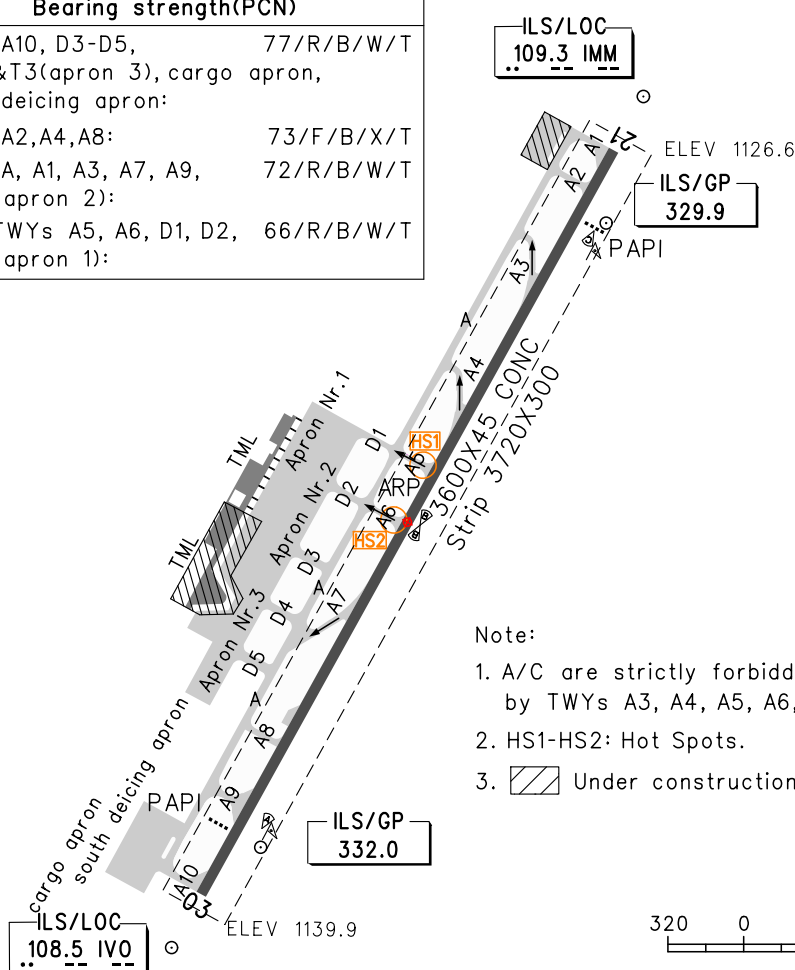 Bearing strength(PCN)
A10, D3-D5, 77/R/B/W/T
&T3(apron 3), cargo apron,
deicing apron:
A2,A4,A8: 73/F/B/X/T
A, A1, A3, A7, A9, 72/R/B/W/T
apron 2):
TWYs A5, A6, D1, D2, 66/R/B/W/T
apron 1):
ILS/LOC
109.3 IMM
21
A1
ELEV 1126.6
A2
ILS/GP
329.9
PAPI
A3
A
A4
3600X45 CONC
Strip 3720X300
Apron Nr.1
D1
HS1
A5
TML
Apron Nr.2
D2
ARP
A6
HS2
TML
D3
A
A7
D4
Apron Nr.3
D5
A
A8
Note:
1. A/C are strictly forbidd
by TWYs A3, A4, A5, A6,
2. HS1-HS2: Hot Spots.
3. Under construction
PAPI
A9
ILS/GP
332.0
cargo apron
south deicing apron
A10
03
ELEV 1139.9
ILS/LOC
108.5 IVO
320 0